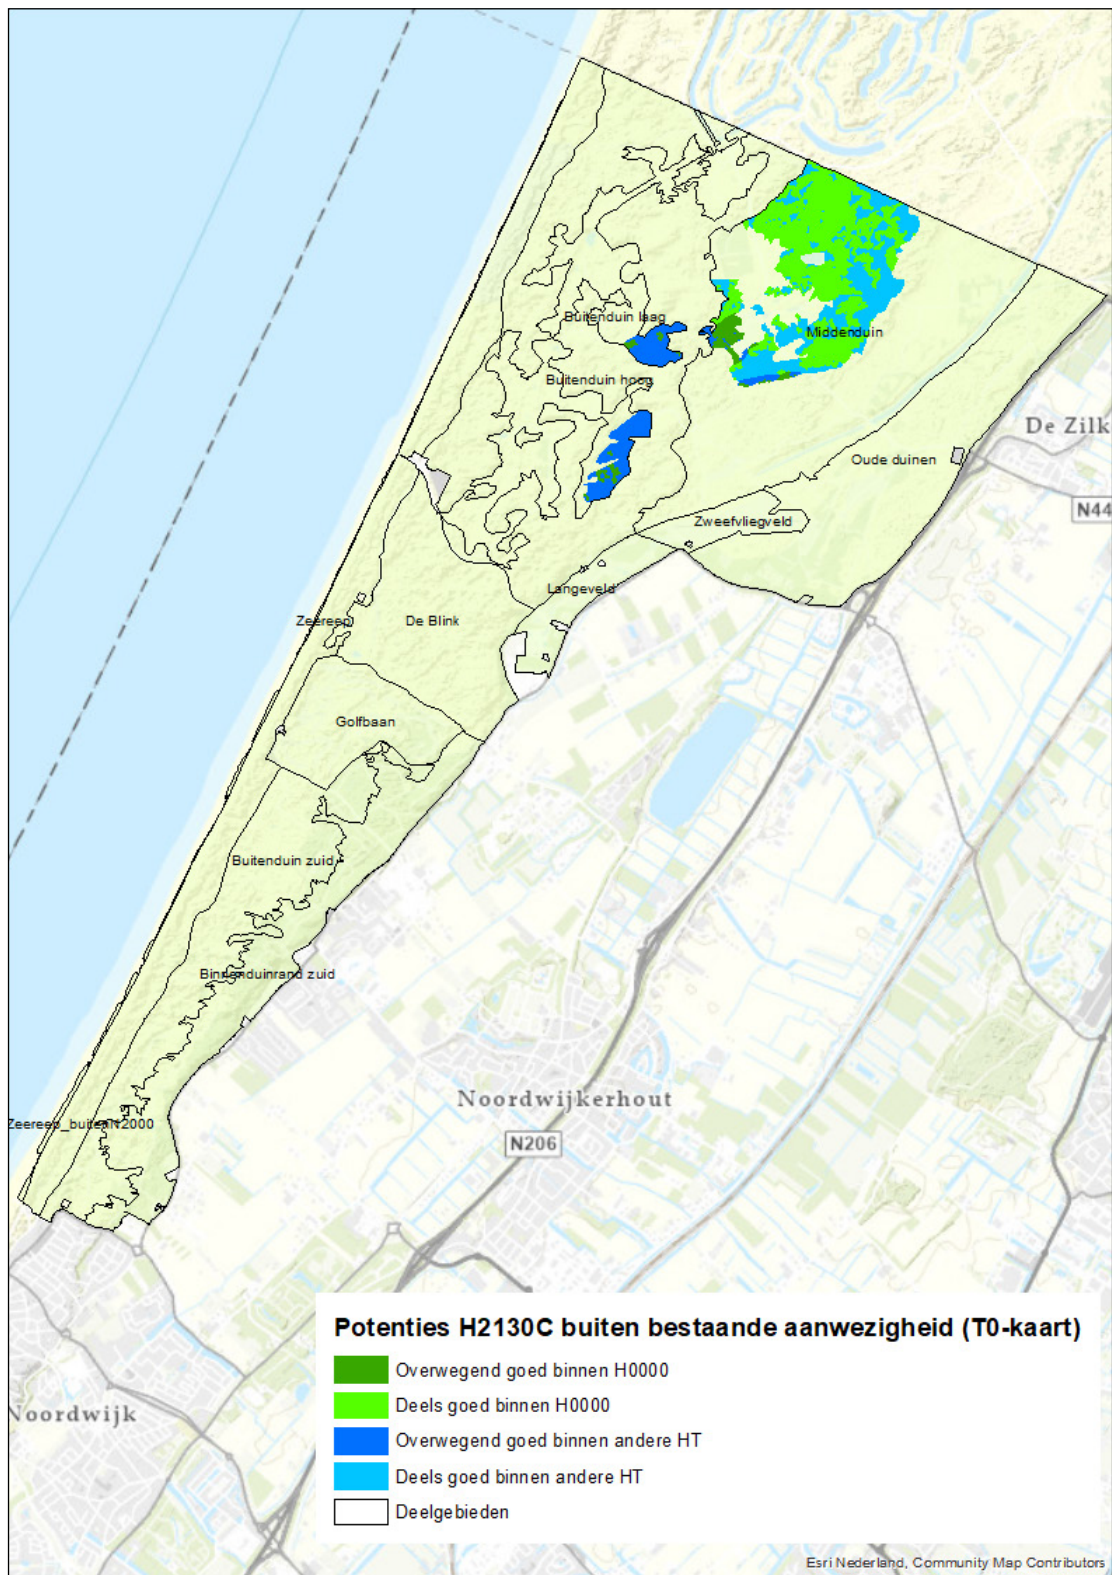 Buitenduin laag
Middenduin
Buitenduin hoog
De Zilk
Oude duinen
N44
Zweefvliegveld
Langeveld
Zeereep
De Blink
Golfbaan
Buitenduin zuid
Binnenduinrand zuid
Noordwijkerhout
Zeereep_buitenN2000
N206
Potenties H2130C buiten bestaande aanwezigheid (T0-kaart)
Overwegend goed binnen H0000
Deels goed binnen H0000
Noordwijk
Overwegend goed binnen andere HT
Deels goed binnen andere HT
Deelgebieden
Esri Nederland, Community Map Contributors